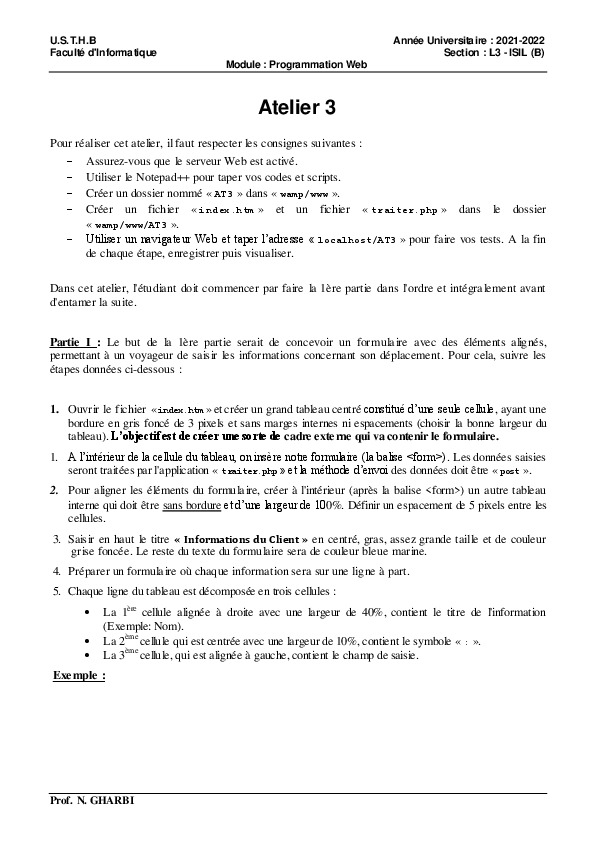 U.S.T.H.B Année Universitaire : 2021-2022
Faculté d'Informatique Section : L3 - ISIL (B)
Module : Programmation Web
Atelier 3
Pour réaliser cet atelier, il faut respecter les consignes suivantes :
− Assurez-vous que le serveur Web est activé.
− Utiliser le Notepad++ pour taper vos codes et scripts.
− Créer un dossier nommé « AT3 » dans « wamp/www ».
− Créer un fichier «index.htm» et un fichier « traiter.php » dans le dossier
« wamp/www/AT3 ».
− Utiliser un navigateur Web et taper l'adresse « localhost/AT3 » pour faire vos tests. A la fin
de chaque étape, enregistrer puis visualiser.
Dans cet atelier, l'étudiant doit commencer par faire la 1ère partie dans l'ordre et intégralement avant
d'entamer la suite.
Partie I : Le but de la 1ère partie serait de concevoir un formulaire avec des éléments alignés,
permettant à un voyageur de saisir les informations concernant son déplacement. Pour cela, suivre les
étapes données ci-dessous :
1. Ouvrir le fichier «index.htm» et créer un grand tableau centré constitué d'une seule cellule, ayant une
bordure en gris foncé de 3 pixels et sans marges internes ni espacements (choisir la bonne largeur du
tableau). L'objectif est de créer une sorte de cadre externe qui va contenir le formulaire.
1. A l'intérieur de la cellule du tableau, on insère notre formulaire (la balise <form>). Les données saisies
seront traitées par l'application « traiter.php » et la méthode d'envoi des données doit être « post ».
2. Pour aligner les éléments du formulaire, créer à l'intérieur (après la balise <form>) un autre tableau
interne qui doit être sans bordure et d'une largeur de 100%. Définir un espacement de 5 pixels entre les
cellules.
3. Saisir en haut le titre « Informations du Client » en centré, gras, assez grande taille et de couleur
grise foncée. Le reste du texte du formulaire sera de couleur bleue marine.
4. Préparer un formulaire où chaque information sera sur une ligne à part.
5. Chaque ligne du tableau est décomposée en trois cellules :
• La 1ère cellule alignée à droite avec une largeur de 40%, contient le titre de l'information
(Exemple: Nom).
• La 2ème cellule qui est centrée avec une largeur de 10%, contient le symbole « : ».
• La 3ème cellule, qui est alignée à gauche, contient le champ de saisie.
Exemple :
Prof. N. GHARBI